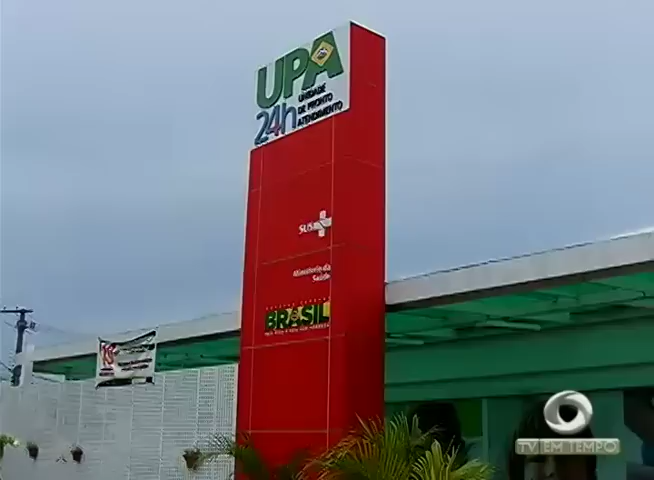 UPA
24h
UNIDADE
DE PRONTO
ATENDIMENTO
SUS
Ministério da
Saúde
BRASIL
TV EM TEMPO